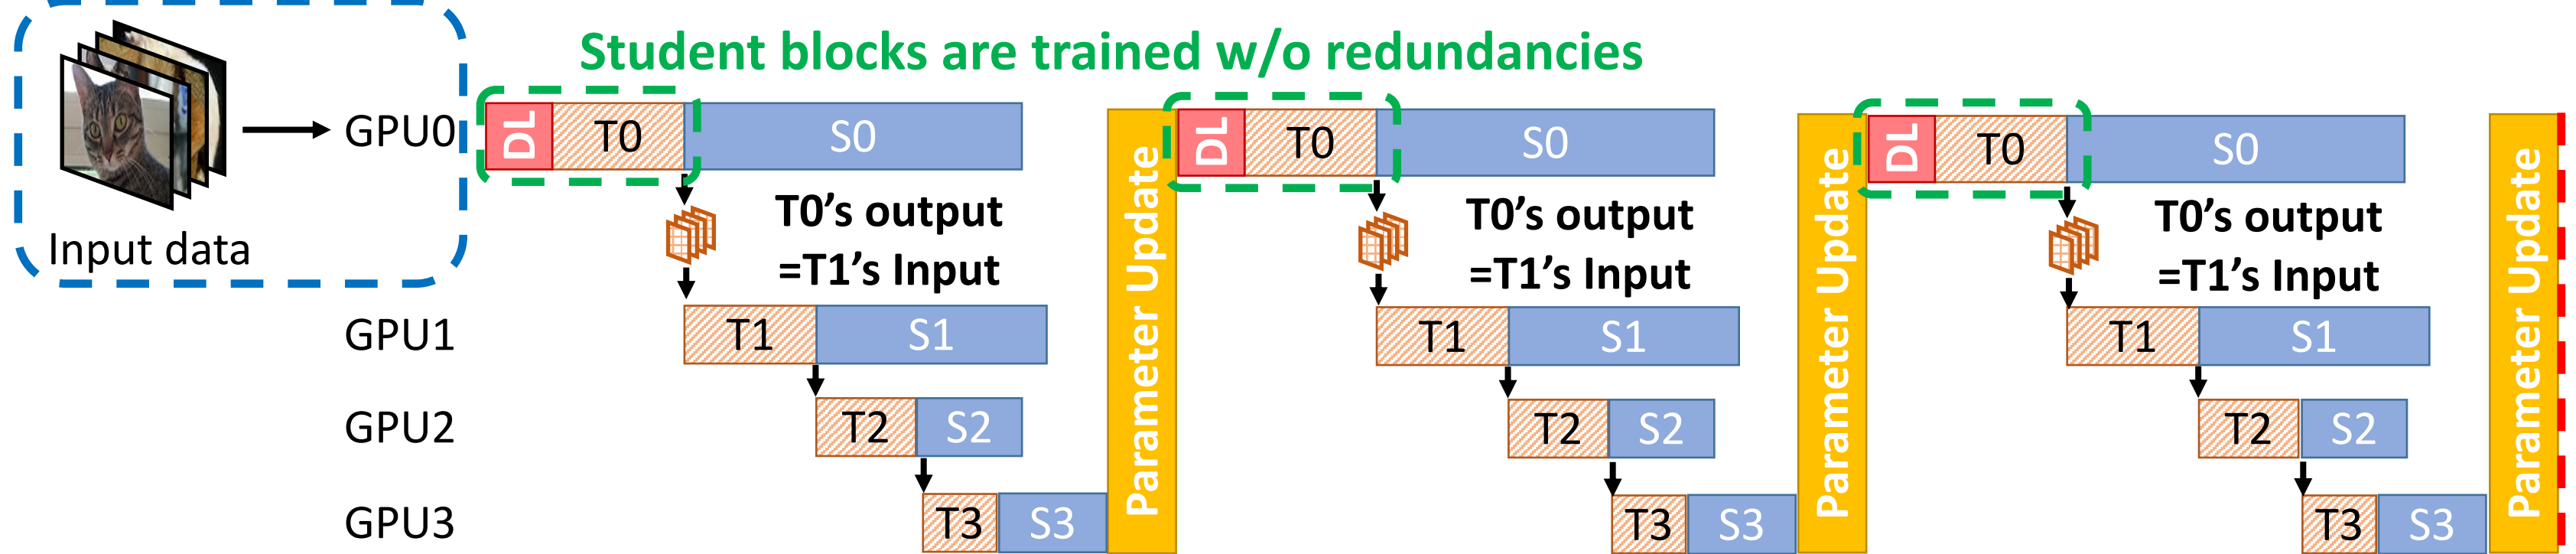 Student blocks are trained w/o redundancies
Input data
GPU0
DL
T0
S0
T0's output
=T1's Input
GPU1
T1
S1
GPU2
T2
S2
GPU3
T3
S3
Parameter Update
DL
T0
S0
T0's output
=T1's Input
T1
S1
T2
S2
T3
S3
Parameter Update
DL
T0
S0
T0's output
=T1's Input
T1
S1
T2
S2
T3
S3
Parameter Update